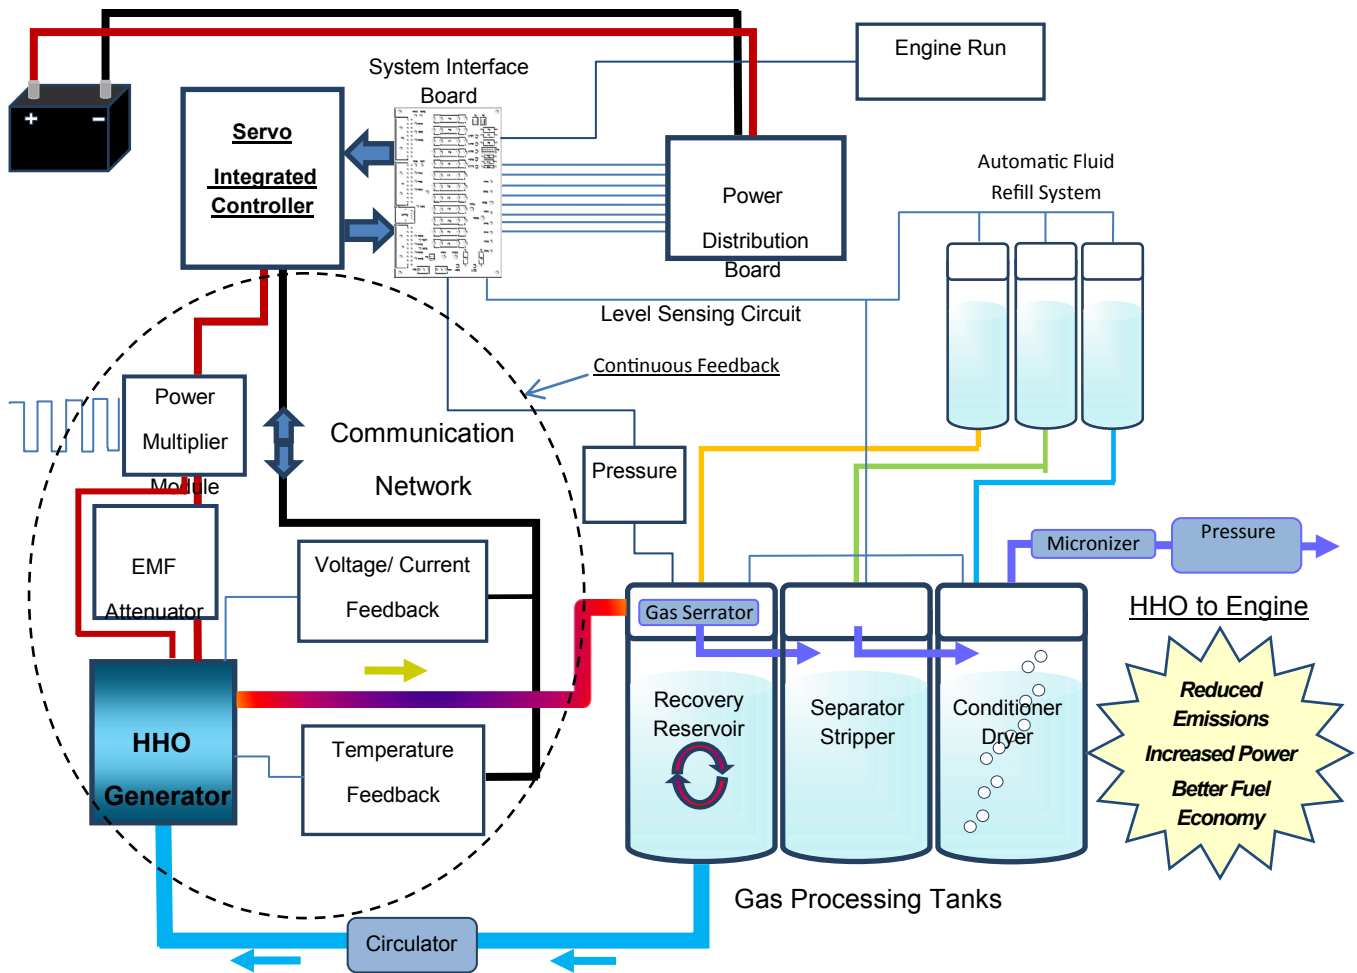 Engine Run
System Interface
Board
+
−
Servo
Integrated
Controller
Automatic Fluid
Refill System
Power
Distribution
Board
Level Sensing Circuit
Continuous Feedback
Power
Multiplier
Module
Communication
Network
Pressure
Micronizer
Pressure
EMF
Attenuator
Voltage/ Current
Feedback
Gas Serrator
HHO to Engine
Recovery
Reservoir
Separator
Stripper
Conditioner
Dryer
Reduced
Emissions
Increased Power
Better Fuel
Economy
HHO
Generator
Temperature
Feedback
Gas Processing Tanks
Circulator